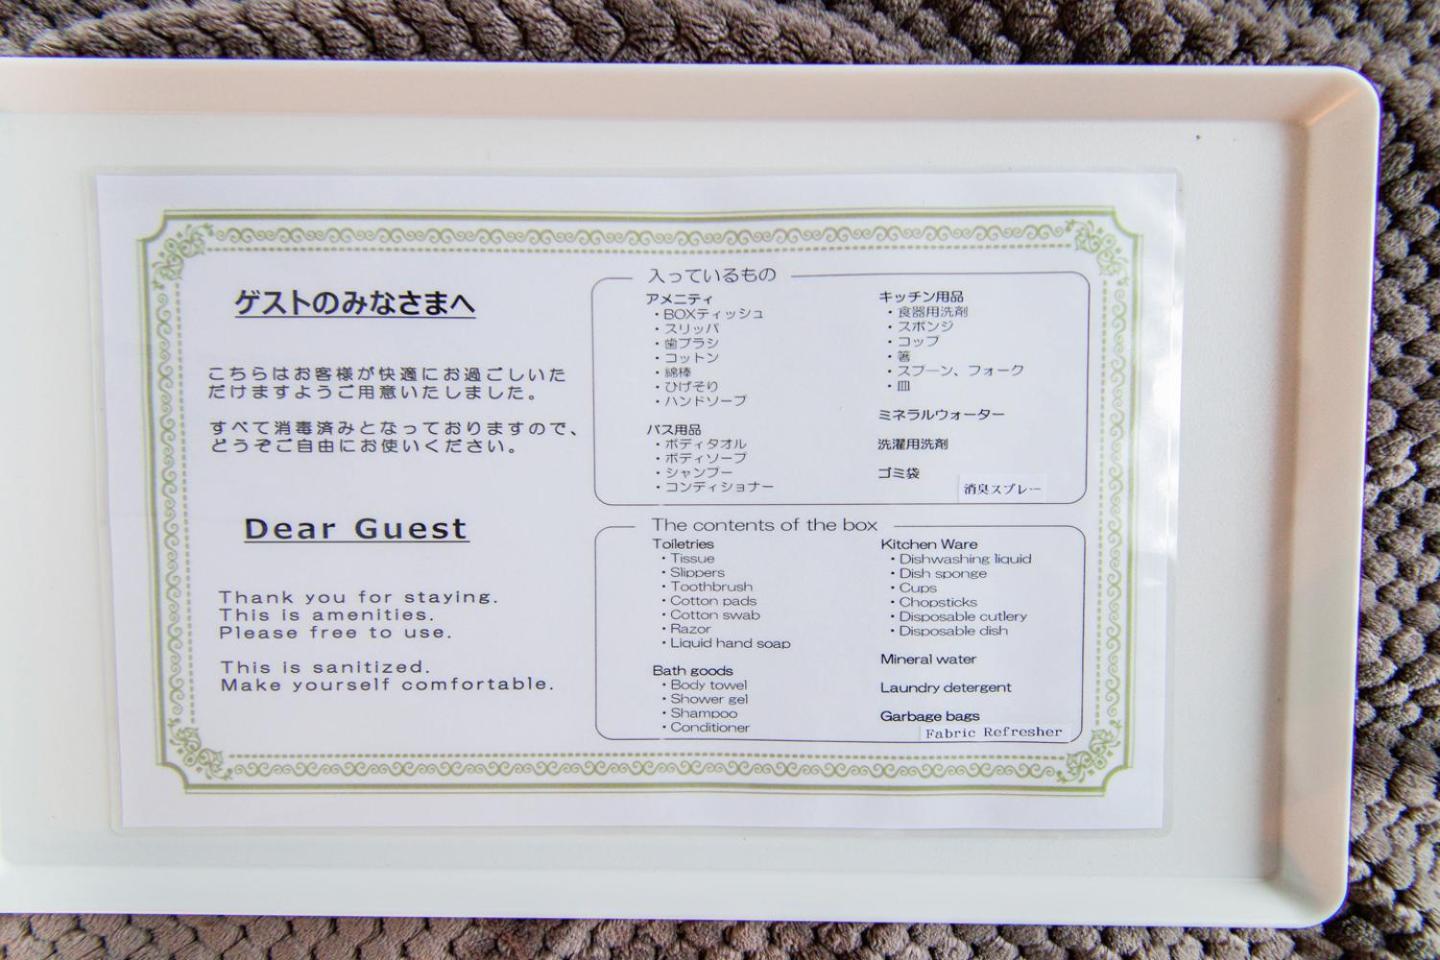 ゲストのみなさまへ
こちらはお客様が快適にお過ごしいた
だけますようご用意いたしました。
すべて消毒済みとなっておりますので、
どうぞご自由にお使いください。
Dear Guest
Thank you for staying.
This is amenities.
Please free to use.
This is sanitized.
Make yourself comfortable.
入っているもの
アメニティ
・BOXティッシュ
・スリッパ
・歯ブラシ
・コットン
・綿棒
・ひげそり
・ハンドソープ
バス用品
・ボディタオル
・ボディソープ
・シャンプー
・コンディショナー
キッチン用品
・食器用洗剤
・スポンジ
・コップ
・箸
・スプーン、フォーク
・皿
ミネラルウォーター
洗濯用洗剤
ゴミ袋
消臭スプレー
The contents of the box
Toiletries
・Tissue
・Slippers
・Toothbrush
・Cotton pads
・Cotton swab
・Razor
・Liquid hand soap
Bath goods
・Body towel
・Shower gel
・Shampoo
・Conditioner
Kitchen Ware
・Dishwashing liquid
・Dish sponge
・Cups
・Chopsticks
・Disposable cutlery
・Disposable dish
Mineral water
Laundry detergent
Garbage bags
Fabric Refresher